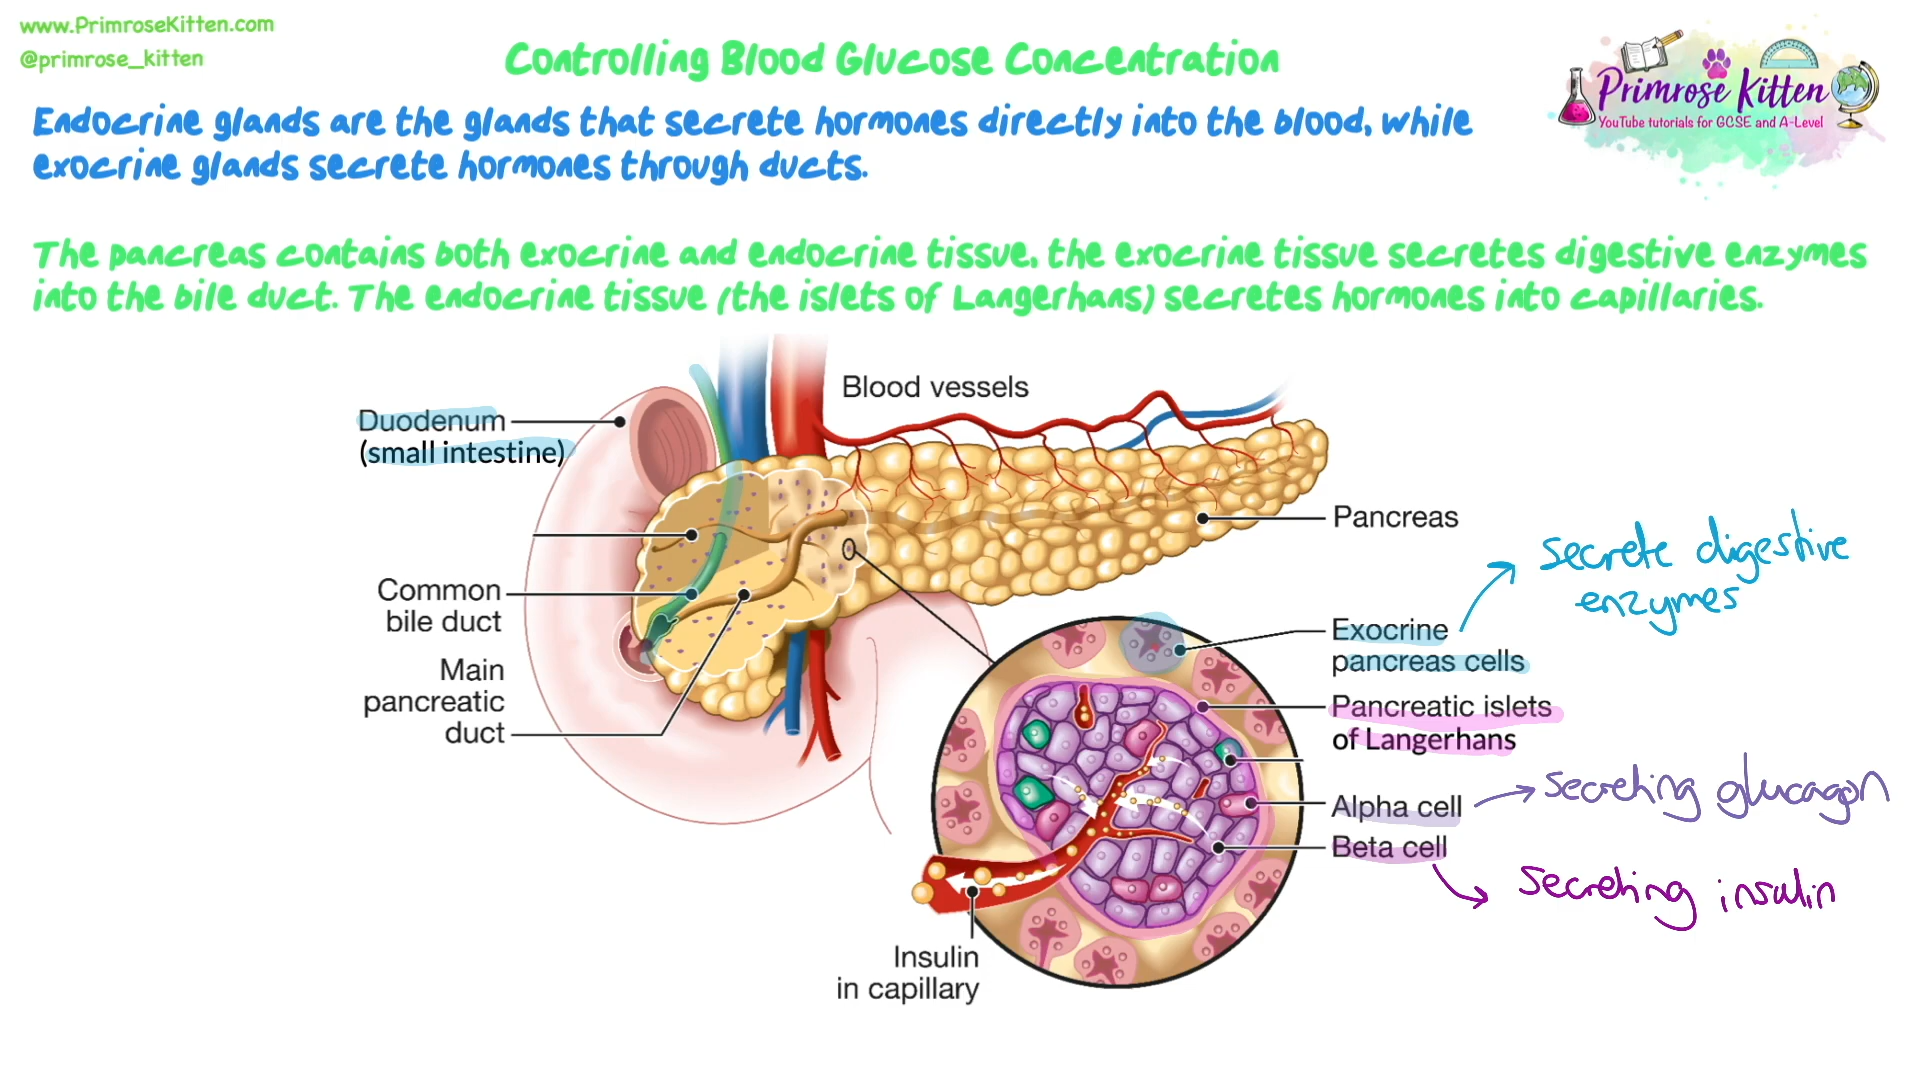 www.PrimroseKitten.com
@primrose_kitten
Controlling Blood Glucose Concentration
Primrose Kitten
YouTube tutorials for GCSE and A-Level
Endocrine glands are the glands that secrete hormones directly into the blood, while
exocrine glands secrete hormones through ducts.
The pancreas contains both exocrine and endocrine tissue, the exocrine tissue secretes digestive enzymes
into the bile duct. The endocrine tissue (the islets of Langerhans) secretes hormones into capillaries.
Blood vessels
Duodenum
(small intestine)
Pancreas
secrete digestive
enzymes
Common
bile duct
Exocrine
pancreas cells
Main
pancreatic
duct
Pancreatic islets
of Langerhans
Alpha cell
secreting glucagon
Beta cell
secreting insulin
Insulin
in capillary